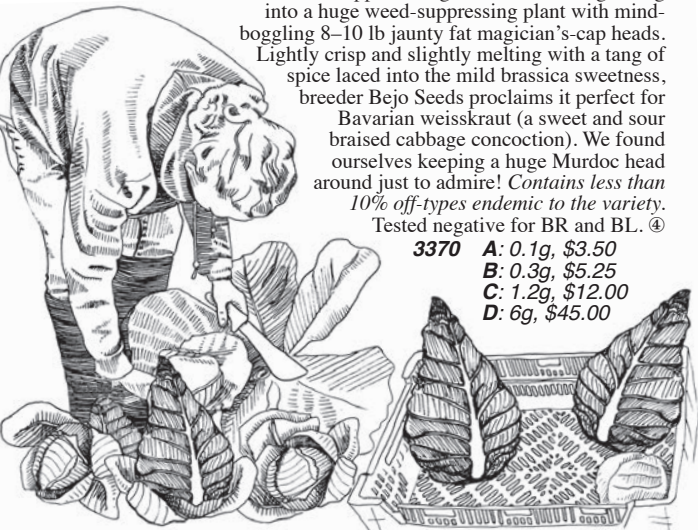 into a huge weed-suppressing plant with mind-
boggling 8–10 lb jaunty fat magician’s-cap heads.
Lightly crisp and slightly melting with a tang of
spice laced into the mild brassica sweetness,
breeder Bejo Seeds proclaims it perfect for
Bavarian weisskraut (a sweet and sour
braised cabbage concoction). We found
ourselves keeping a huge Murdoc head
around just to admire! Contains less than
10% off-types endemic to the variety.
Tested negative for BR and BL. ④
3370 A: 0.1g, $3.50
B: 0.3g, $5.25
C: 1.2g, $12.00
D: 6g, $45.00